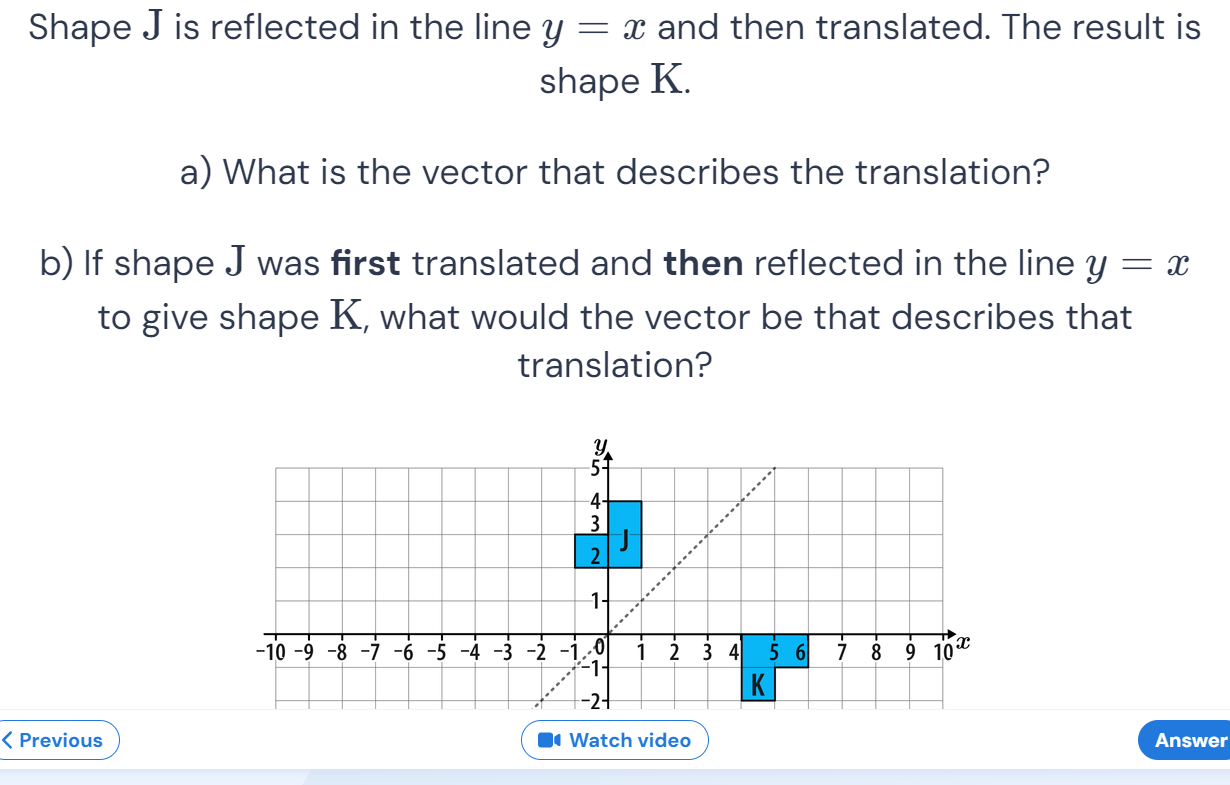 Shape J is reflected in the line y = x and then translated. The result is
shape K.
a) What is the vector that describes the translation?
b) If shape J was first translated and then reflected in the line y = x
to give shape K, what would the vector be that describes that
translation?
y
5
4
3
J
2
1
-10 -9 -8 -7 -6 -5 -4 -3 -2 -1 0 1 2 3 4 5 6 7 8 9 10 x
-1
K
-2
Previous
Watch video
Answer